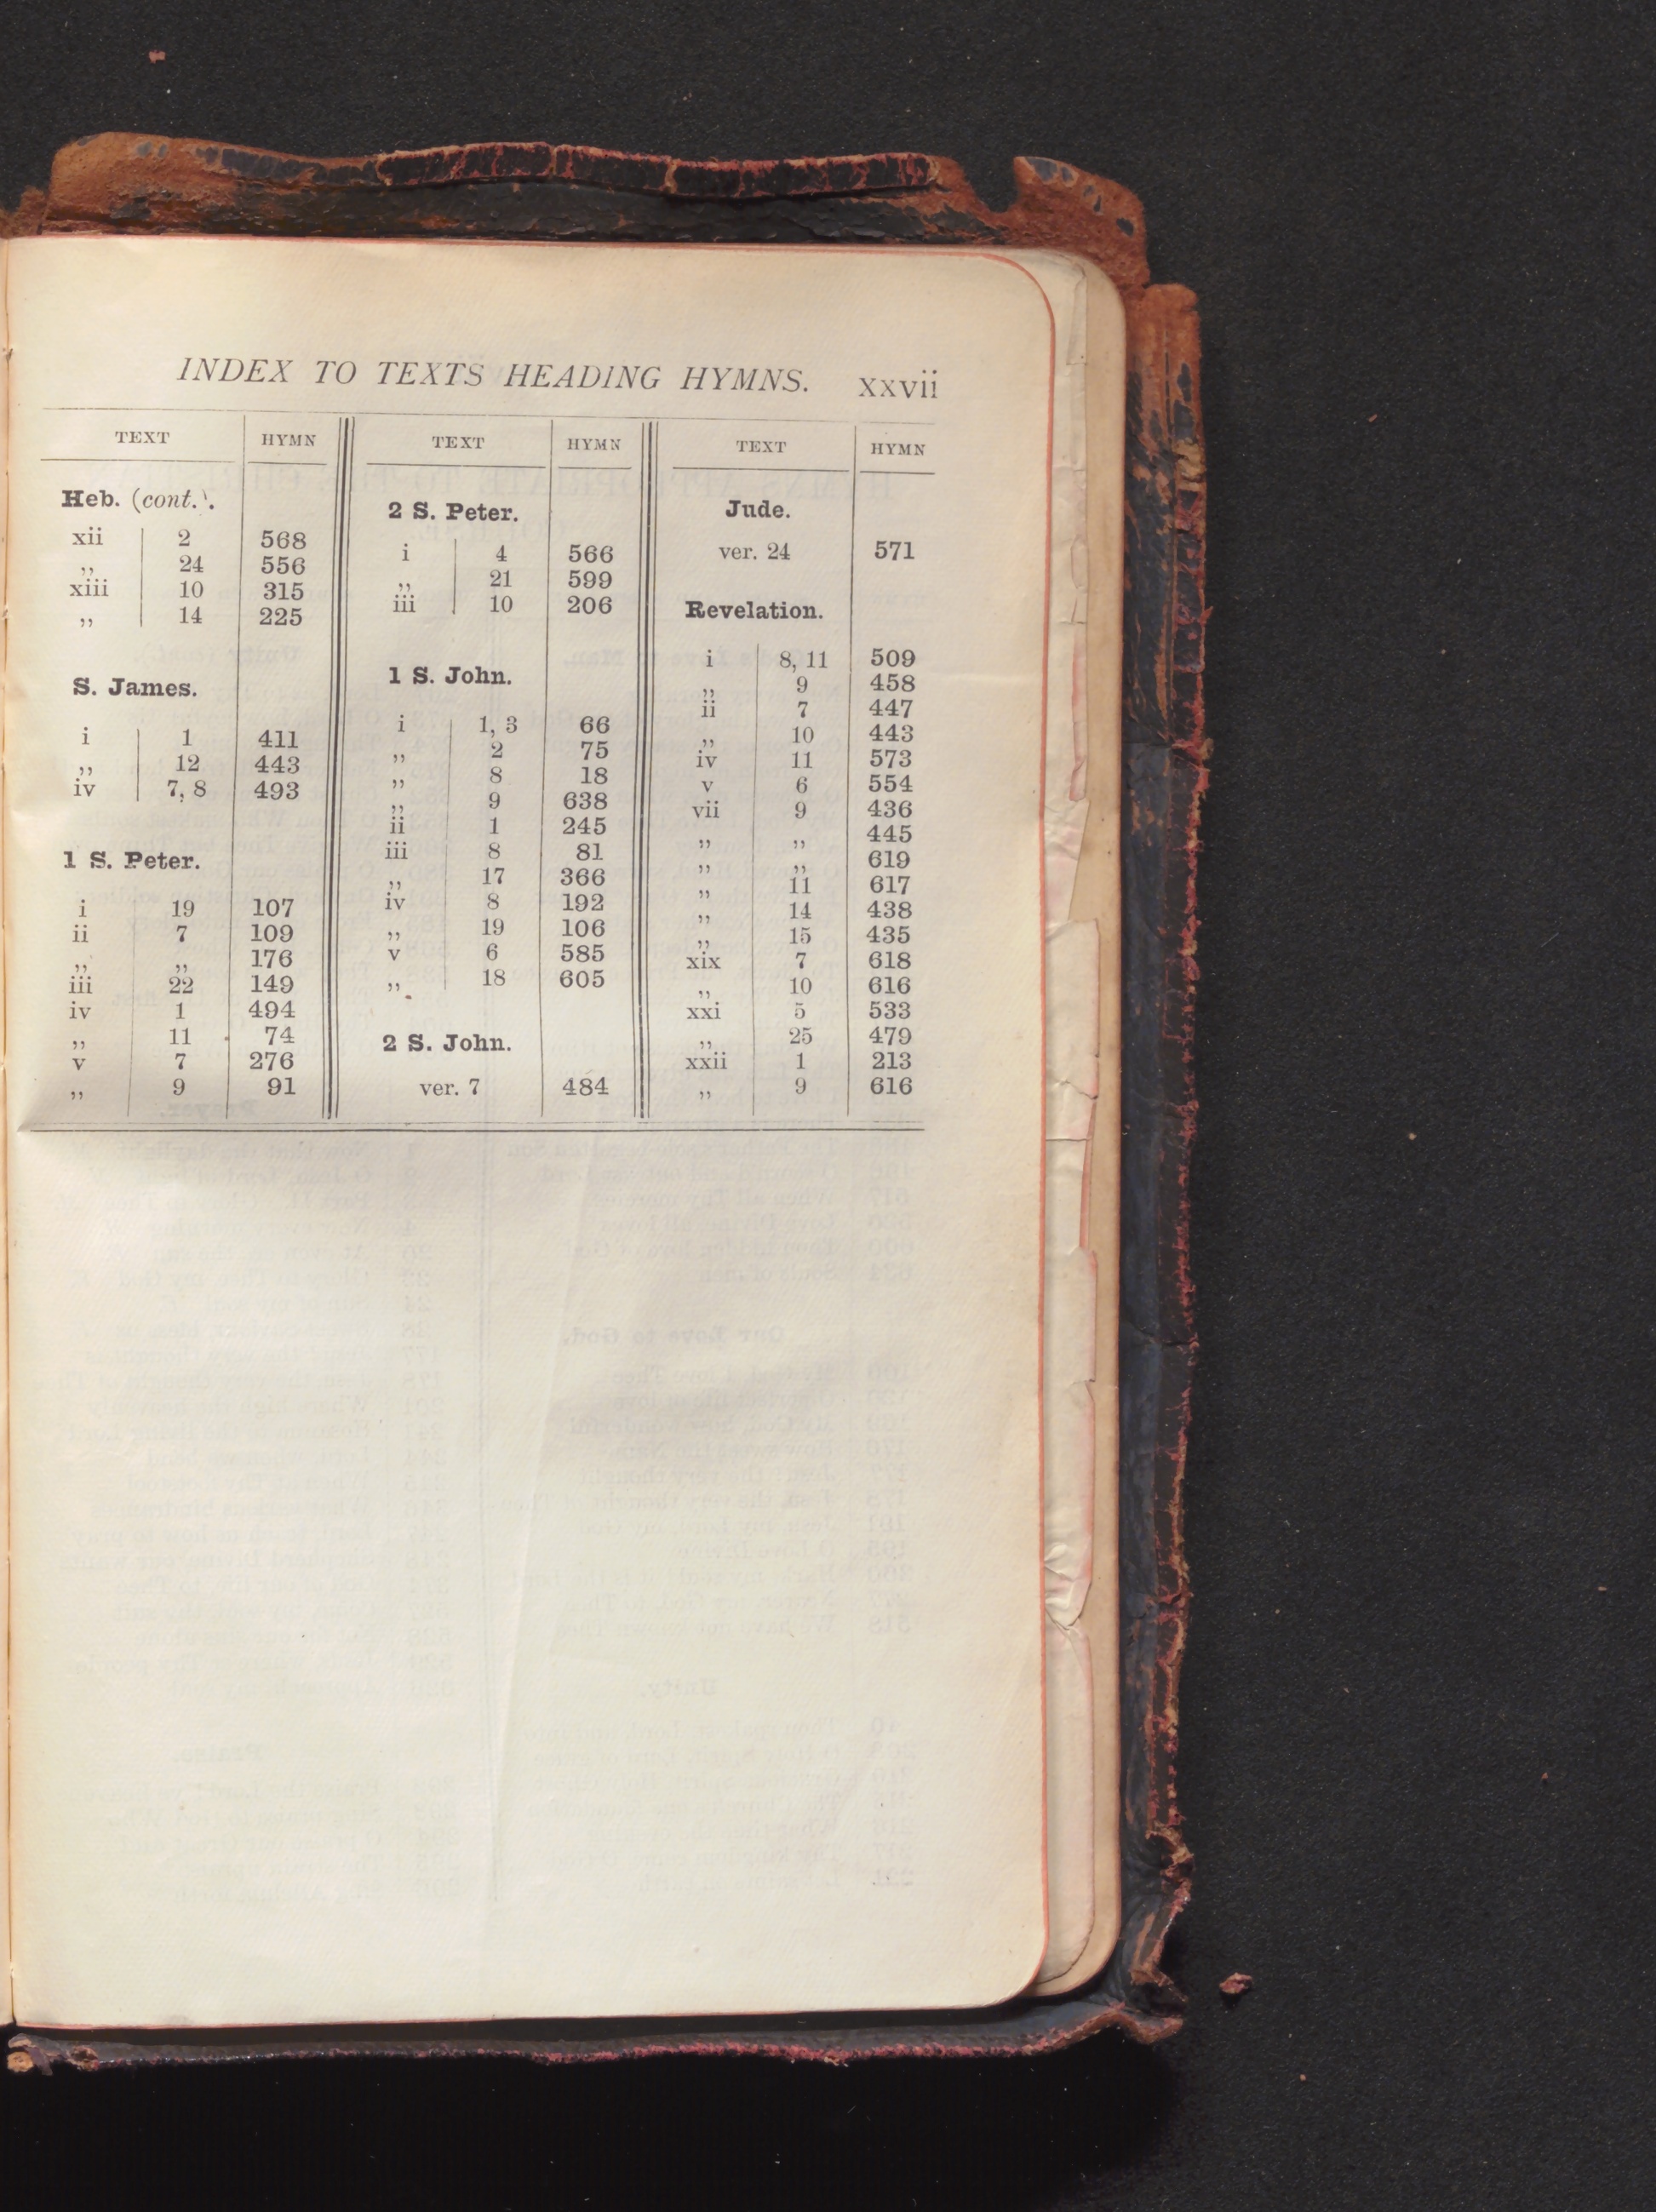 INDEX TO TEXTS HEADING HYMNS. xxvii
TEXT HYMN
Heb. (cont.).
xii 2 568
„ 24 556
xiii 10 315
„ 14 225
S. James.
i 1 411
„ 12 443
iv 7, 8 493
1 S. Peter.
i 19 107
ii 7 109
„ „ 176
iii 22 149
iv 1 494
„ 11 74
v 7 276
„ 9 91
TEXT HYMN
2 S. Peter.
i 4 566
„ 21 599
iii 10 206
1 S. John.
i 1, 3 66
„ 2 75
„ 8 18
„ 9 638
ii 1 245
iii 8 81
„ 17 366
iv 8 192
„ 19 106
v 6 585
„ 18 605
2 S. John.
ver. 7 484
TEXT HYMN
Jude.
ver. 24 571
Revelation.
i 8, 11 509
„ 9 458
ii 7 447
„ 10 443
iv 11 573
v 6 554
vii 9 436
„ „ 445
„ „ 619
„ 11 617
„ 14 438
„ 15 435
xix 7 618
„ 10 616
xxi 5 533
„ 25 479
xxii 1 213
„ 9 616